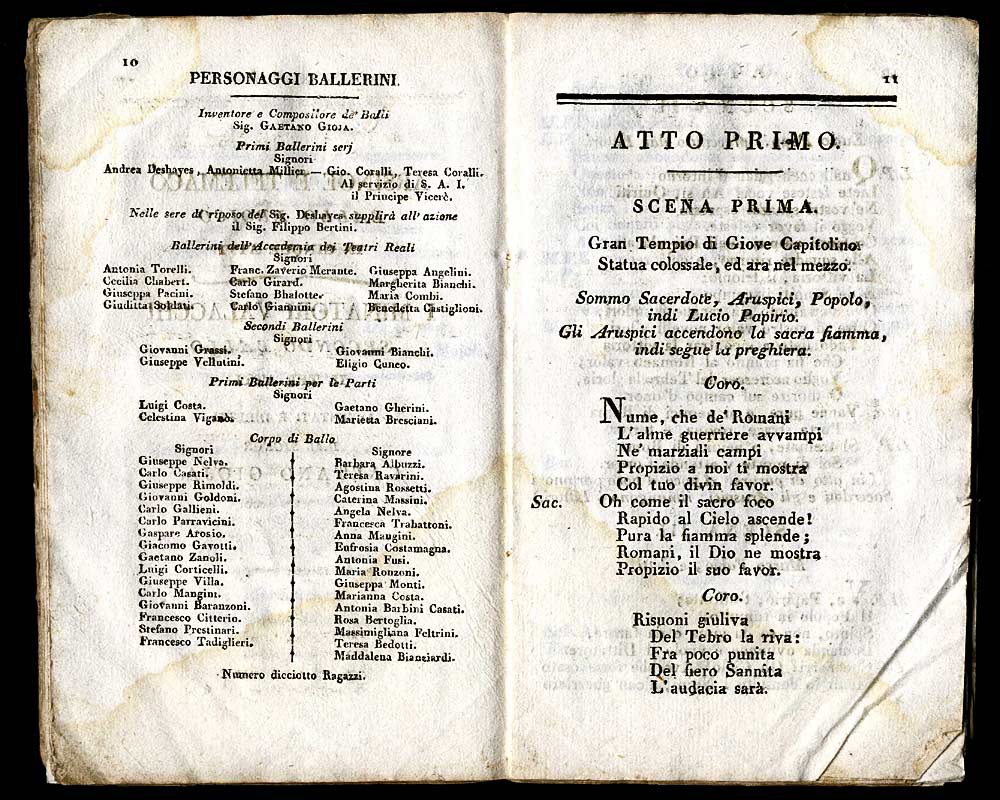 10
PERSONAGGI BALLERINI.
Inventore e Compositore de' Balli
Sig. GAETANO GIOJA.
Primi Ballerini serj
Signori
Andrea Deshayes, Antonietta Millier — Gio. Coralli, Teresa Coralli.
Al servizio di S. A. I.
il Principe Vicerè.
Nelle sere di riposo del Sig. Deshayes supplirà all' azione
il Sig. Filippo Bertini.
Ballerini dell' Accademia dei Teatri Reali
Signori
Antonia Torelli. Franc. Zaverio Merante. Giuseppa Angelini.
Cecilia Chabert. Carlo Girard. Margherita Bianchi.
Giuseppa Pacini. Stefano Bhalotte. Maria Combi.
Giuditta Soldati. Carlo Giannini. Benedetta Castiglioni.
Secondi Ballerini
Signori
Giovanni Grassi. Giovanni Bianchi.
Giuseppe Vellutini. Eligio Cuneo.
Primi Ballerini per le Parti
Signori
Luigi Costa. Gaetano Gherini.
Celestina Viganò. Marietta Bresciani.
Corpo di Ballo
Signori Signore
Giuseppe Nelva. Barbara Albuzzi.
Carlo Casati. Teresa Ravarini.
Giuseppe Rimoldi. Agostina Rossetti.
Giovanni Goldoni. Caterina Massini.
Carlo Gallieni. Angela Nelva.
Carlo Parravicini. Francesca Trabattoni.
Gaspare Arosio. Anna Mangini.
Giacomo Gavotti. Eufrosia Costamagna.
Gaetano Zanoli. Antonia Fusi.
Luigi Corticelli. Maria Ronzoni.
Giuseppe Villa. Giuseppa Monti.
Carlo Mangini. Marianna Costa.
Giovanni Baranzoni. Antonia Barbini Casati.
Francesco Citterio. Rosa Bertoglia.
Stefano Prestinari. Massimigliana Feltrini.
Francesco Tadiglieri. Teresa Bedotti.
Maddalena Bianciardi.
Numero dicciotto Ragazzi.
11
ATTO PRIMO.
SCENA PRIMA.
Gran Tempio di Giove Capitolino.
Statua colossale, ed ara nel mezzo.
Sommo Sacerdote, Aruspici, Popolo,
indi Lucio Papirio.
Gli Aruspici accendono la sacra fiamma,
indi segue la preghiera.
Coro.
Nume, che de' Romani
L'alme guerriere avvampi
Ne' marziali campi
Propizio a noi ti mostra
Col tuo divin favor.
Sac. Oh come il sacro foco
Rapido al Cielo ascende!
Pura la fiamma splende;
Romani, il Dio ne mostra
Propizio il suo favor.
Coro.
Risuoni giuliva
Del Tebro la riva:
Fra poco punita
Del fiero Sannita
L'audacia sarà.